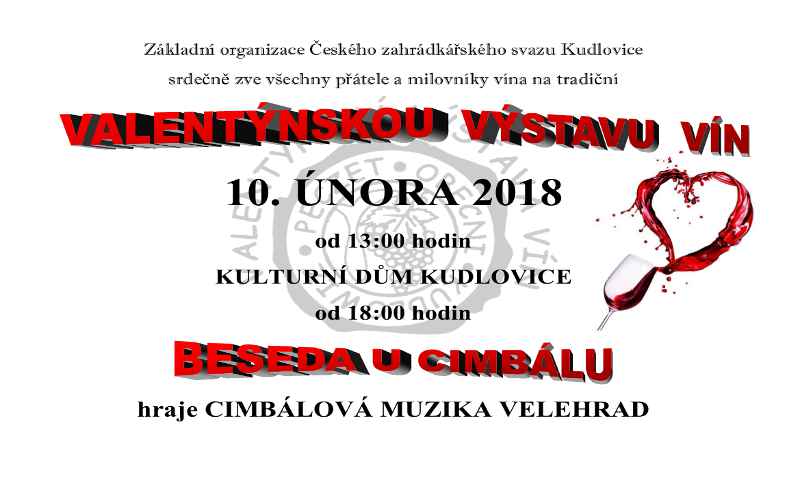 Základní organizace Českého zahrádkářského svazu Kudlovice
srdečně zve všechny přátele a milovníky vína na tradiční
VALENTÝNSKOU VÝSTAVU VÍN
10. ÚNORA 2018
od 13:00 hodin
KULTURNÍ DŮM KUDLOVICE
od 18:00 hodin
BESEDA U CIMBÁLU
hraje CIMBÁLOVÁ MUZIKA VELEHRAD